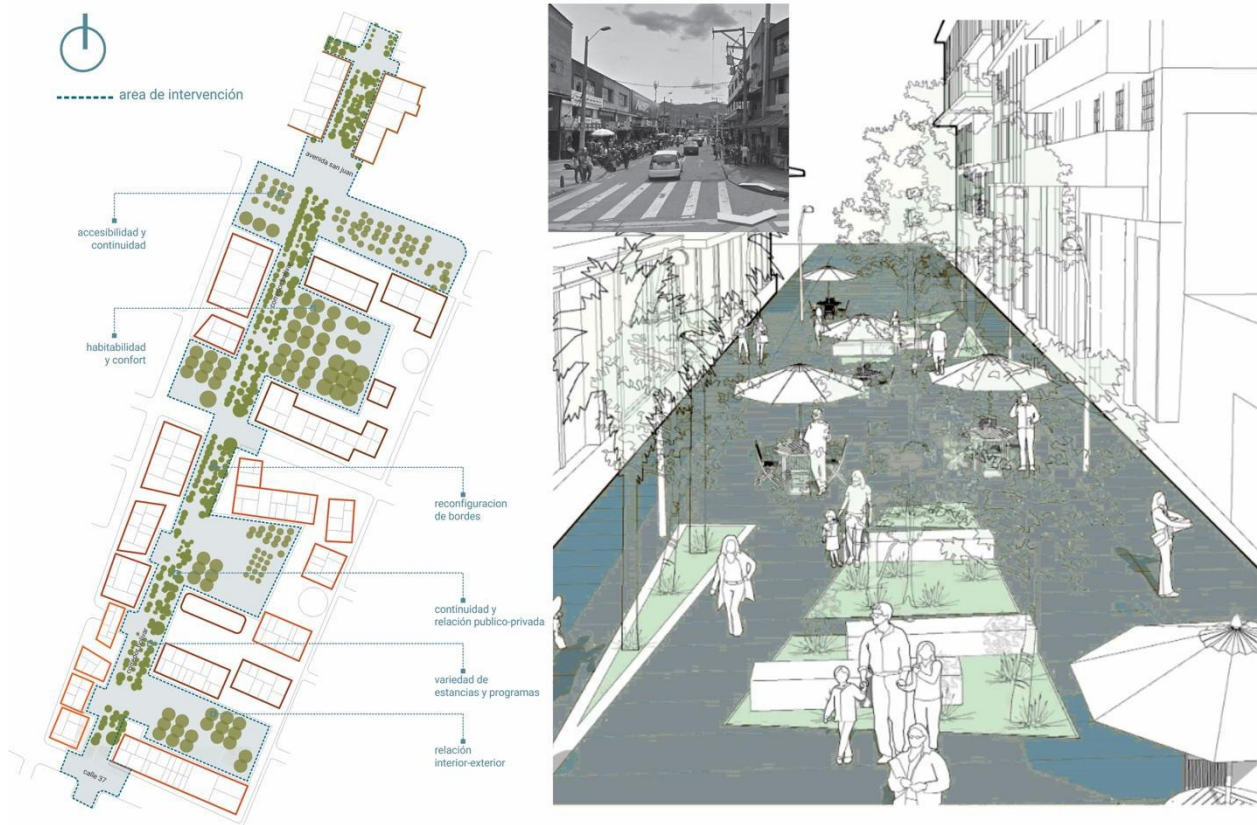 area de intervención
avenida san juan
accesibilidad y
continuidad
habitabilidad
y confort
reconfiguracion
de bordes
continuidad y
relación publico-privada
variedad de
estancias y programas
relación
interior-exterior
calle 37